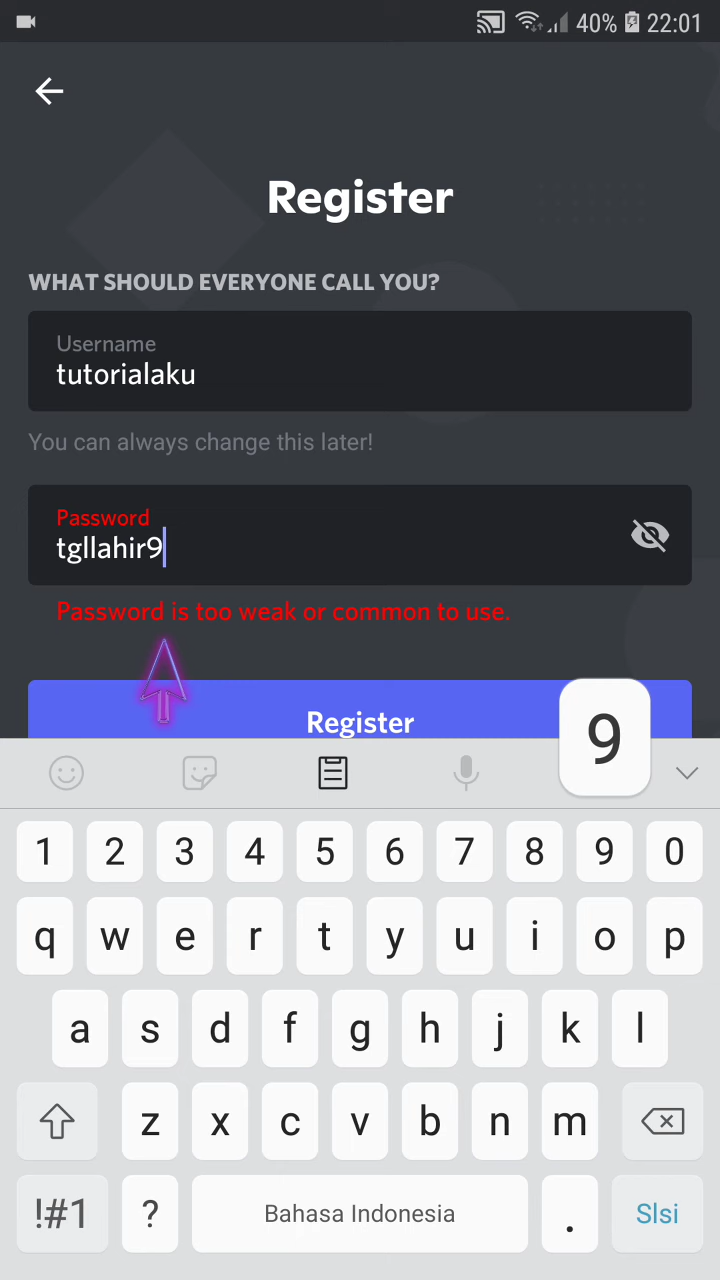 40% 22:01
Register
WHAT SHOULD EVERYONE CALL YOU?
Username
tutorialaku
You can always change this later!
Password
tgllahir9
Password is too weak or common to use.
Register
9
1 2 3 4 5 6 7 8 9 0
q w e r t y u i o p
a s d f g h j k l
z x c v b n m
!#1 ? Bahasa Indonesia . Slsi